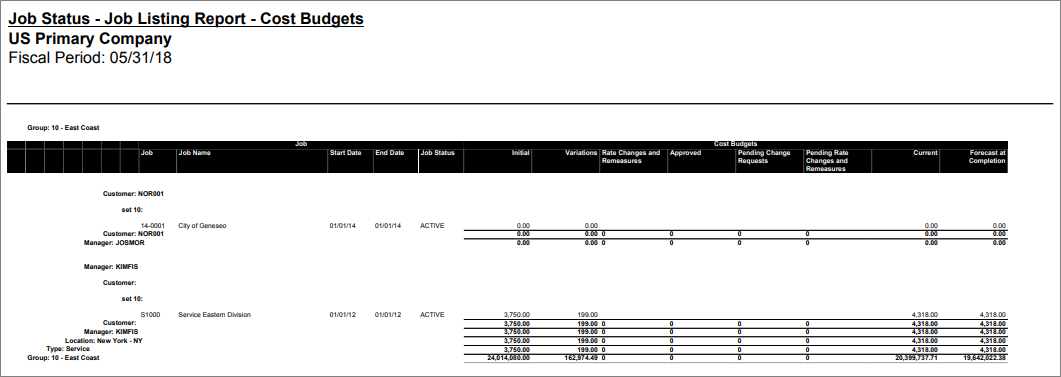 Job Status - Job Listing Report - Cost Budgets
US Primary Company
Fiscal Period: 05/31/18
Group: 10 - East Coast
Job Cost Budgets
Job Job Name Start Date End Date Job Status Initial Variations Rate Changes and Remeasures Approved Pending Change Requests Pending Rate Changes and Remeasures Current Forecast at Completion
Customer: NOR001
set 10:
14-0001 City of Geneseo 01/01/14 01/01/14 ACTIVE 0.00 0.00 0.00 0.00
Customer: NOR001 0.00 0.00 0 0 0 0 0.00 0.00
Manager: JOSMOR 0.00 0.00 0 0 0 0 0.00 0.00
Manager: KIMFIS
Customer:
set 10:
S1000 Service Eastern Division 01/01/12 01/01/12 ACTIVE 3,750.00 199.00 4,318.00 4,318.00
Customer: 3,750.00 199.00 0 0 0 0 4,318.00 4,318.00
Manager: KIMFIS 3,750.00 199.00 0 0 0 0 4,318.00 4,318.00
Location: New York - NY 3,750.00 199.00 0 0 0 0 4,318.00 4,318.00
Type: Service 3,750.00 199.00 0 0 0 0 4,318.00 4,318.00
Group: 10 - East Coast 24,014,080.00 162,974.49 0 0 0 0 20,399,737.71 19,642,022.38